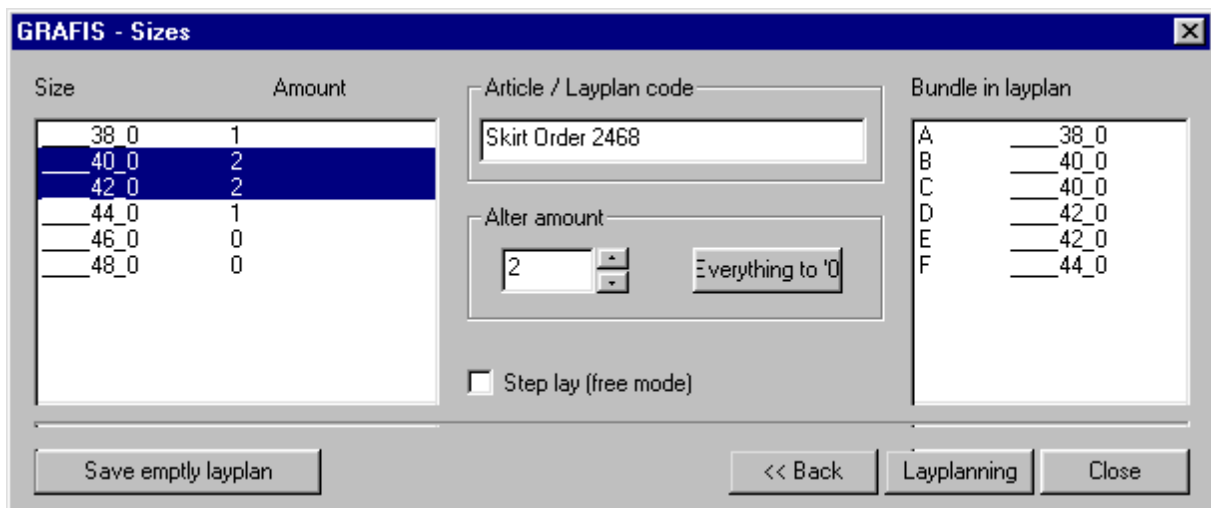 GRAFIS - Sizes
Size Amount
____38_0 1
____40_0 2
____42_0 2
____44_0 1
____46_0 0
____48_0 0
Article / Layplan code
Skirt Order 2468
Alter amount
2 Everything to '0
Step lay (free mode)
Bundle in layplan
A ____38_0
B ____40_0
C ____40_0
D ____42_0
E ____42_0
F ____44_0
Save emptly layplan << Back Layplanning Close